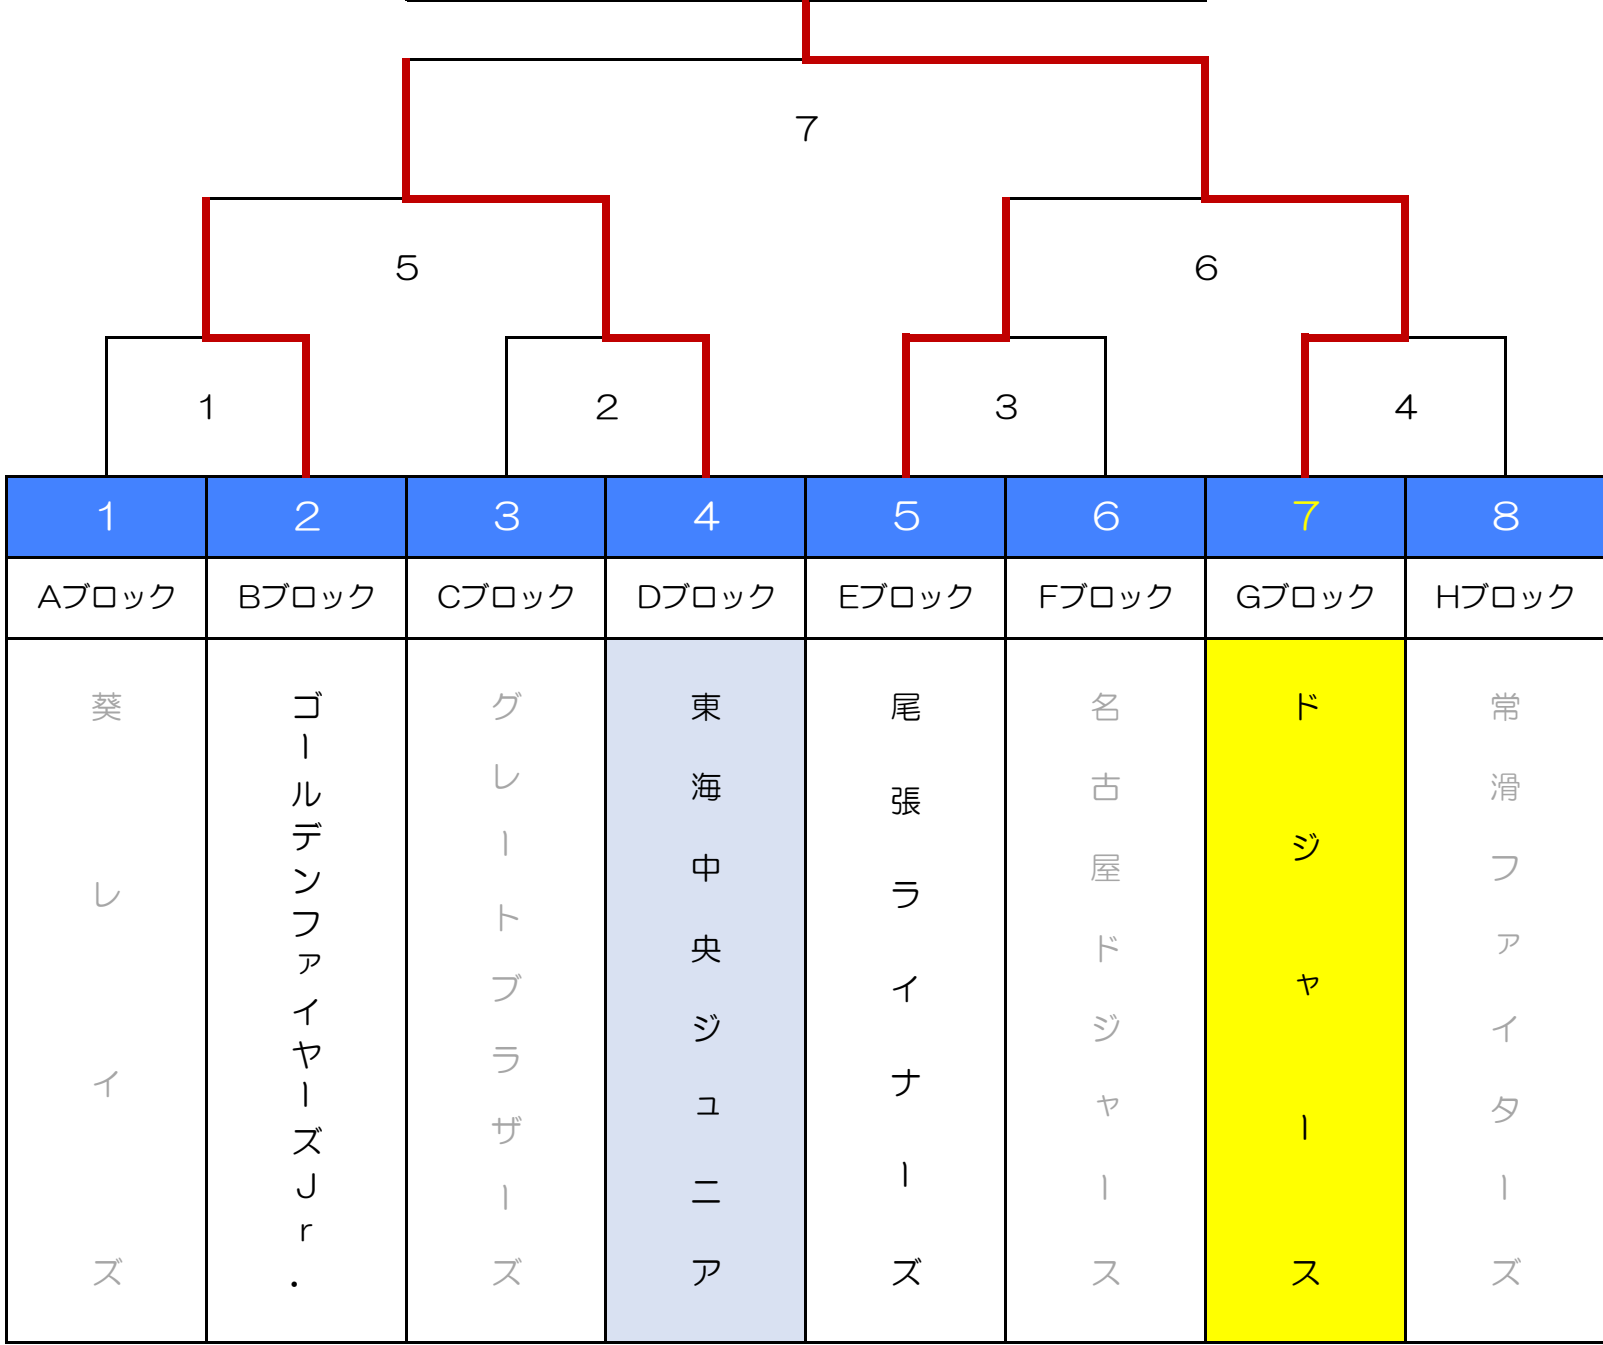 7
5
6
1
2
3
4
1
2
3
4
5
6
7
8
Aブロック
Bブロック
Cブロック
Dブロック
Eブロック
Fブロック
Gブロック
Hブロック
葵レイズ
ゴールデンファイヤーズJr.
グレートブラザーズ
東海中央ジュニア
尾張ライナーズ
名古屋ドジャース
ドジャース
常滑ファイターズ